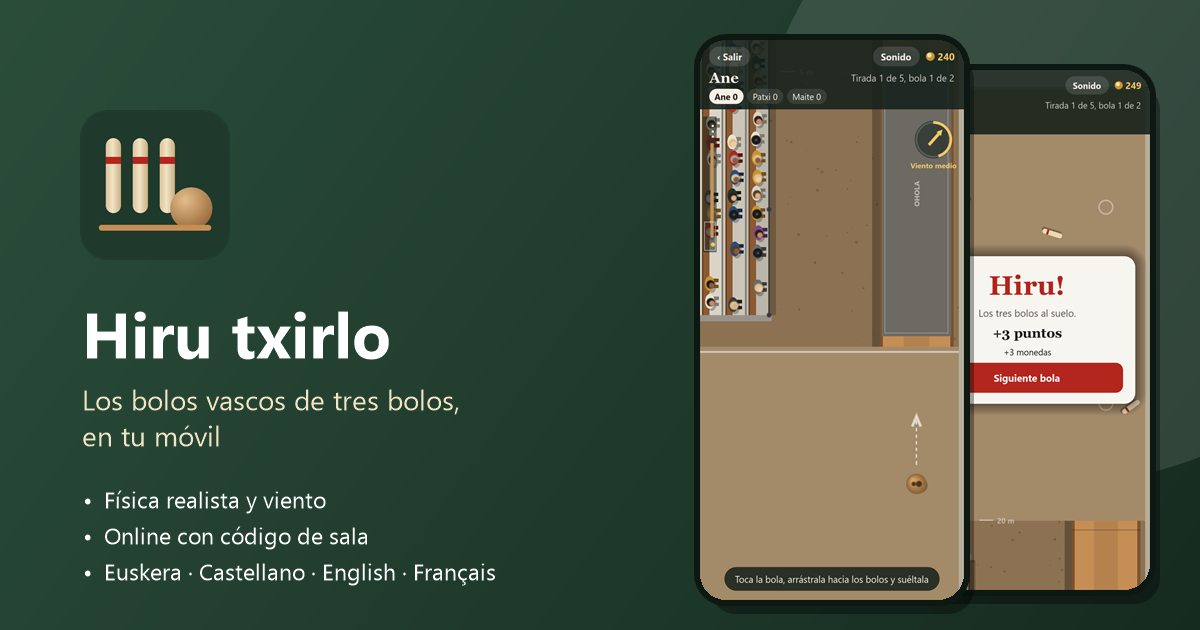 Hiru txirlo
Los bolos vascos de tres bolos,
en tu móvil
• Física realista y viento
• Online con código de sala
• Euskera · Castellano · English · Français
‹ Salir
Sonido
240
Ane
Tirada 1 de 5, bola 1 de 2
Ane 0
Patxi 0
Maite 0
Viento medio
OHOLA
Toca la bola, arrástrala hacia los bolos y suéltala
Sonido
249
Tirada 1 de 5, bola 1 de 2
Hiru!
Los tres bolos al suelo.
+3 puntos
+3 monedas
Siguiente bola
20 m